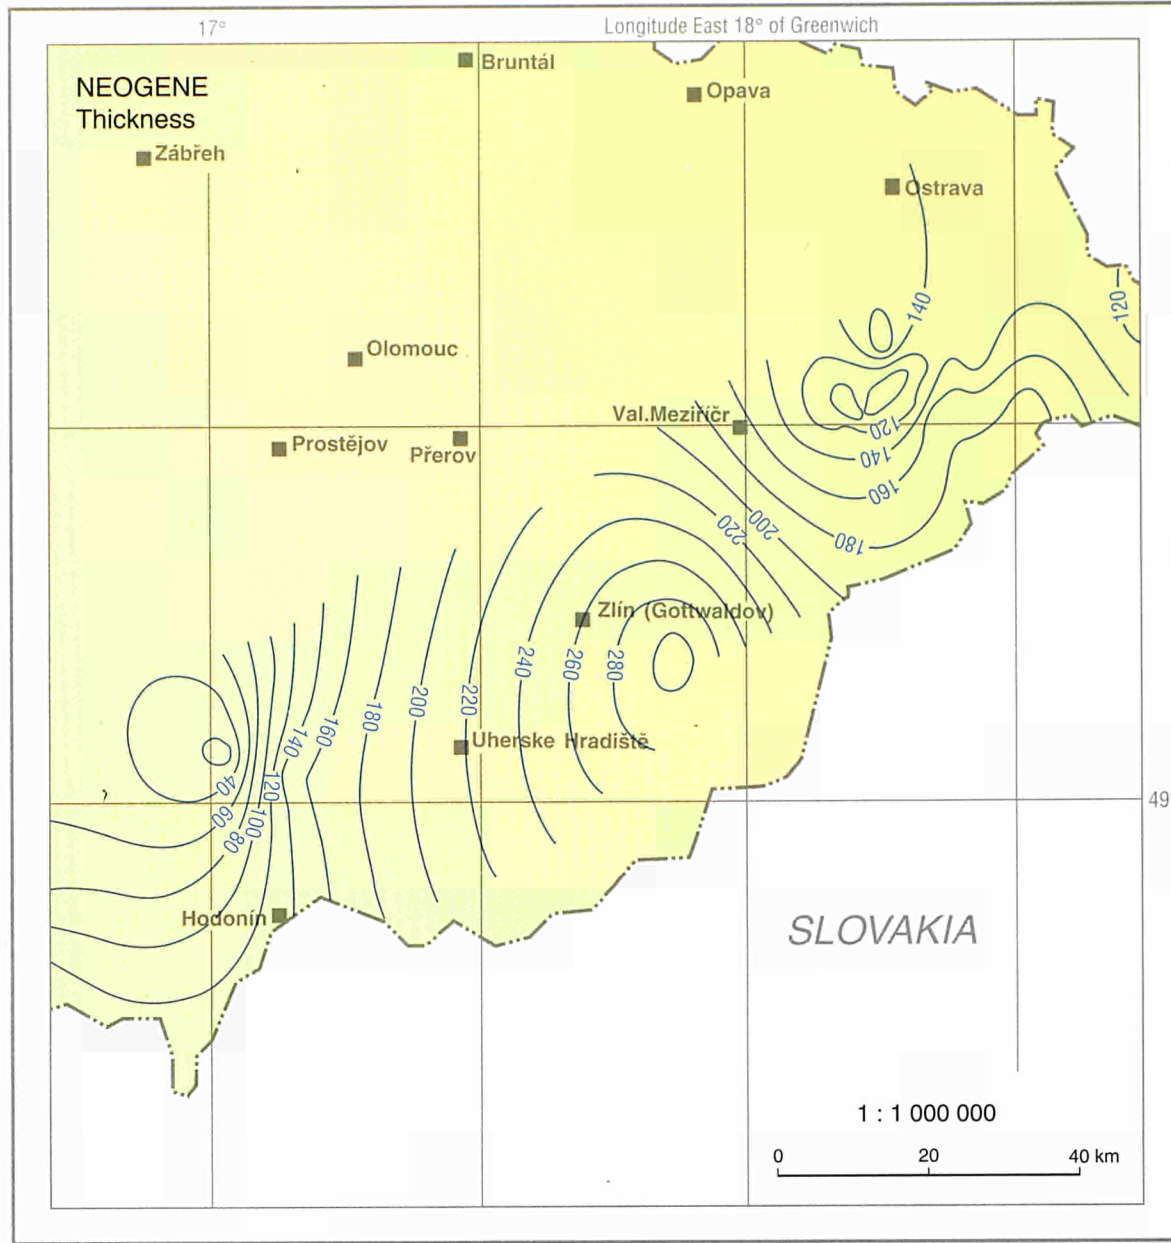 17°
Longitude East 18° of Greenwich
NEOGENE
Thickness
Bruntál
Opava
Zábřeh
Ostrava
120
140
Olomouc
Val.Meziříčr
120
Prostějov
Přerov
140
160
200
220
180
Zlín (Gottwaldov)
240
260
280
220
200
180
160
140
Uherske Hradiště
120
40
60
100
80
49°
Hodonín
SLOVAKIA
1 : 1 000 000
0 20 40 km